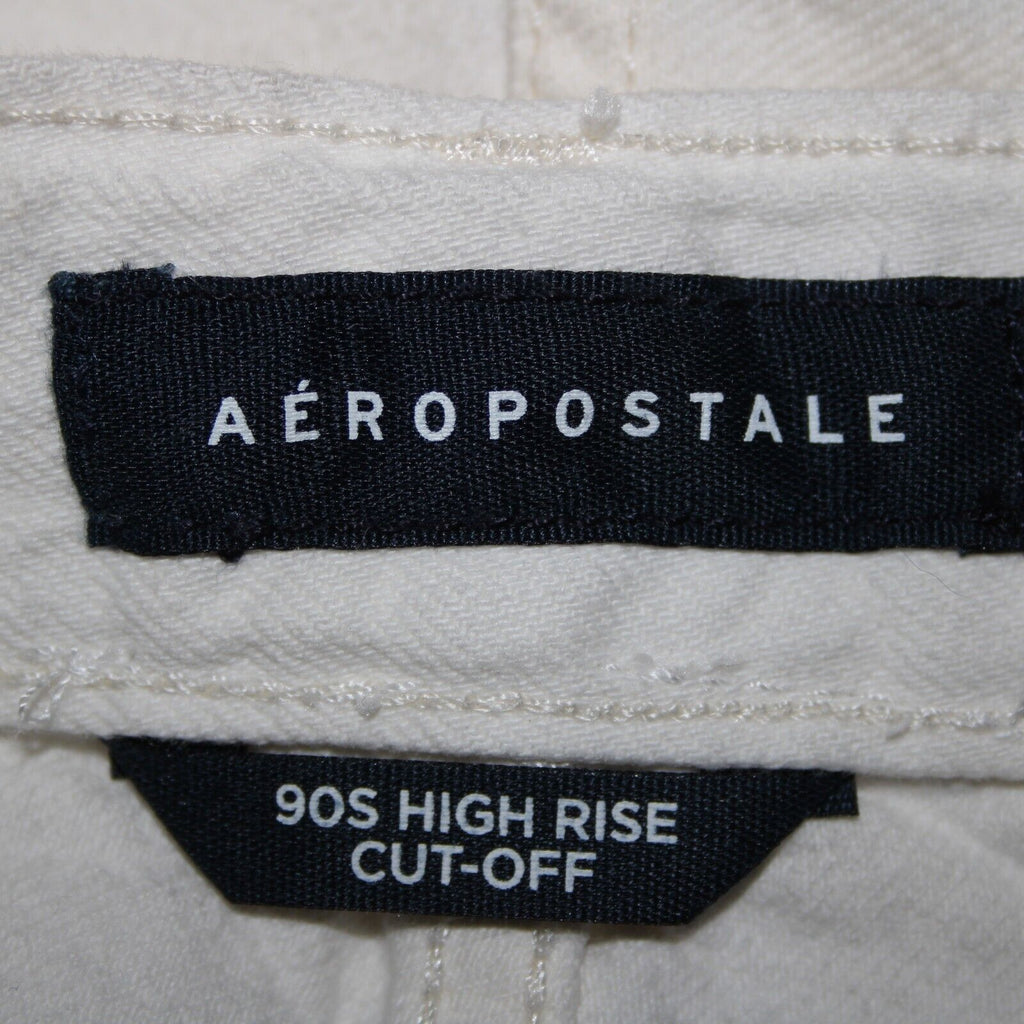 AÉROPOSTALE
90S HIGH RISE
CUT-OFF